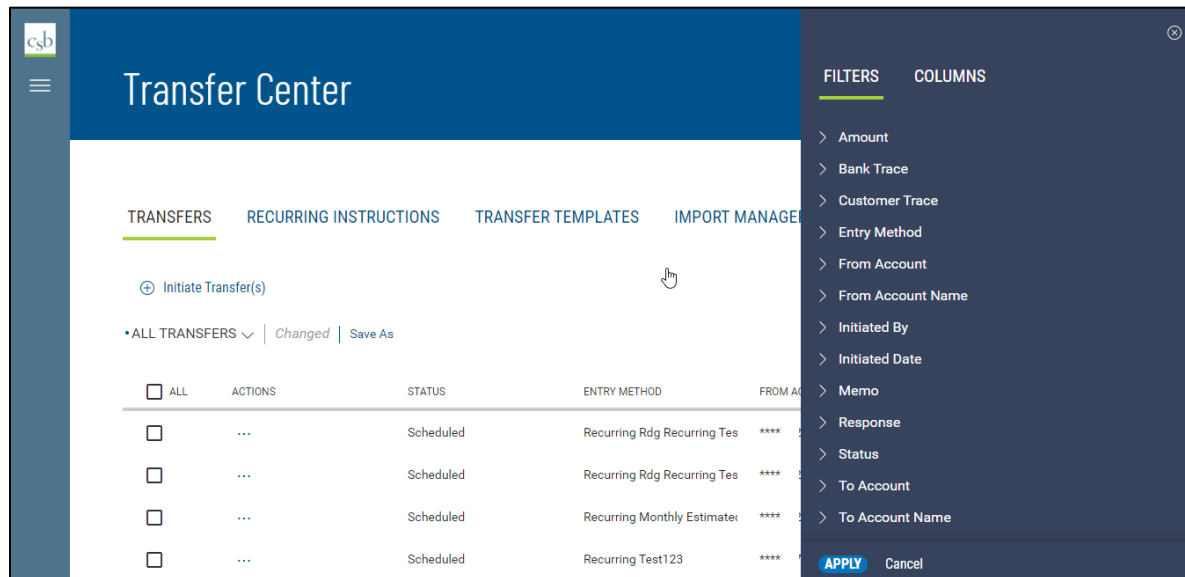 csb
Transfer Center
TRANSFERS RECURRING INSTRUCTIONS TRANSFER TEMPLATES IMPORT MANAGE
Initiate Transfer(s)
•ALL TRANSFERS | Changed | Save As
ALL ACTIONS STATUS ENTRY METHOD FROM
... Scheduled Recurring Rdg Recurring Tes ****
... Scheduled Recurring Rdg Recurring Tes ****
... Scheduled Recurring Monthly Estimated ****
... Scheduled Recurring Test123 ****
FILTERS COLUMNS
Amount
Bank Trace
Customer Trace
Entry Method
From Account
From Account Name
Initiated By
Initiated Date
Memo
Response
Status
To Account
To Account Name
APPLY Cancel